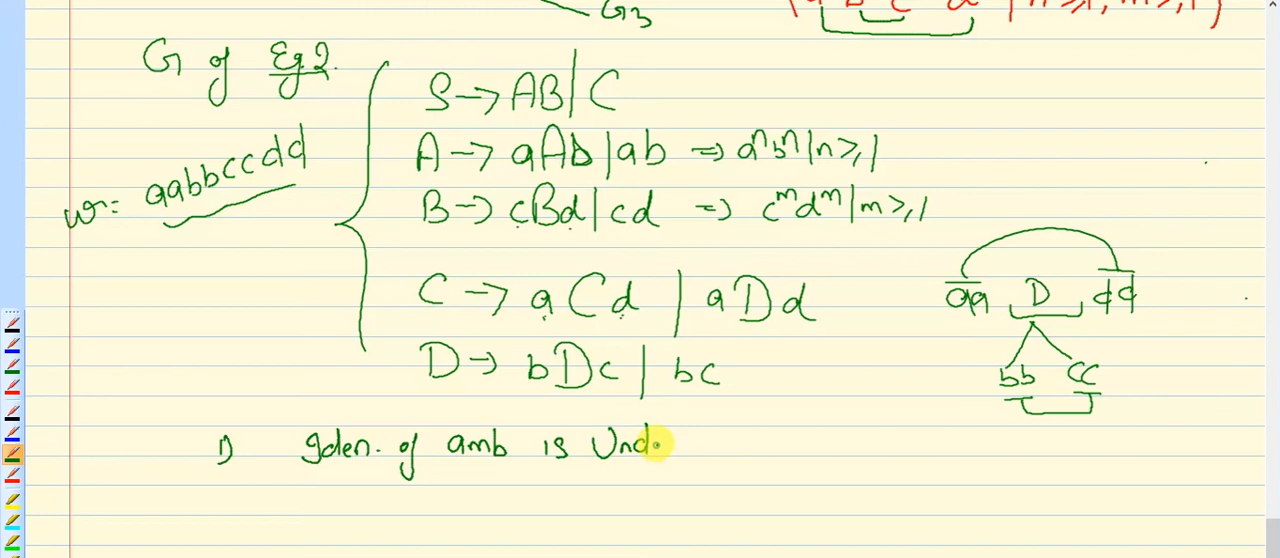 G3
G of Eg 2.
S → AB | C
A → aAb | ab ⇒ aⁿbⁿ | n ≥, 1
w = aabbccdd
B → cBd | cd ⇒ cᵐdᵐ | m ≥, 1
C → aCd | aDd
aa D dd
D → bDc | bc
bb cc
1) Iden. of amb is Und.